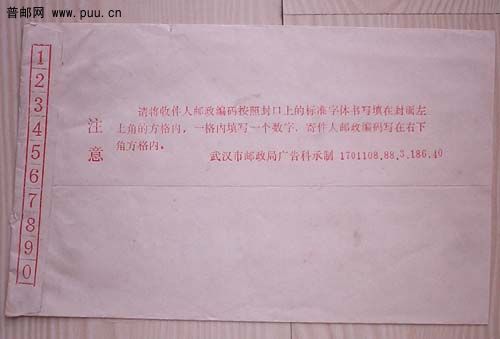 普邮网 www.puu.cn
1
2
3
4
5
6
7
8
9
0
注意
请将收件人邮政编码按照封口上的标准字体书写填在封面左
上角的方格内，一格内填写一个数字．寄件人邮政编码写在右下
角方格内。
武汉市邮政局广告科承制 1701108.88.3.186.40